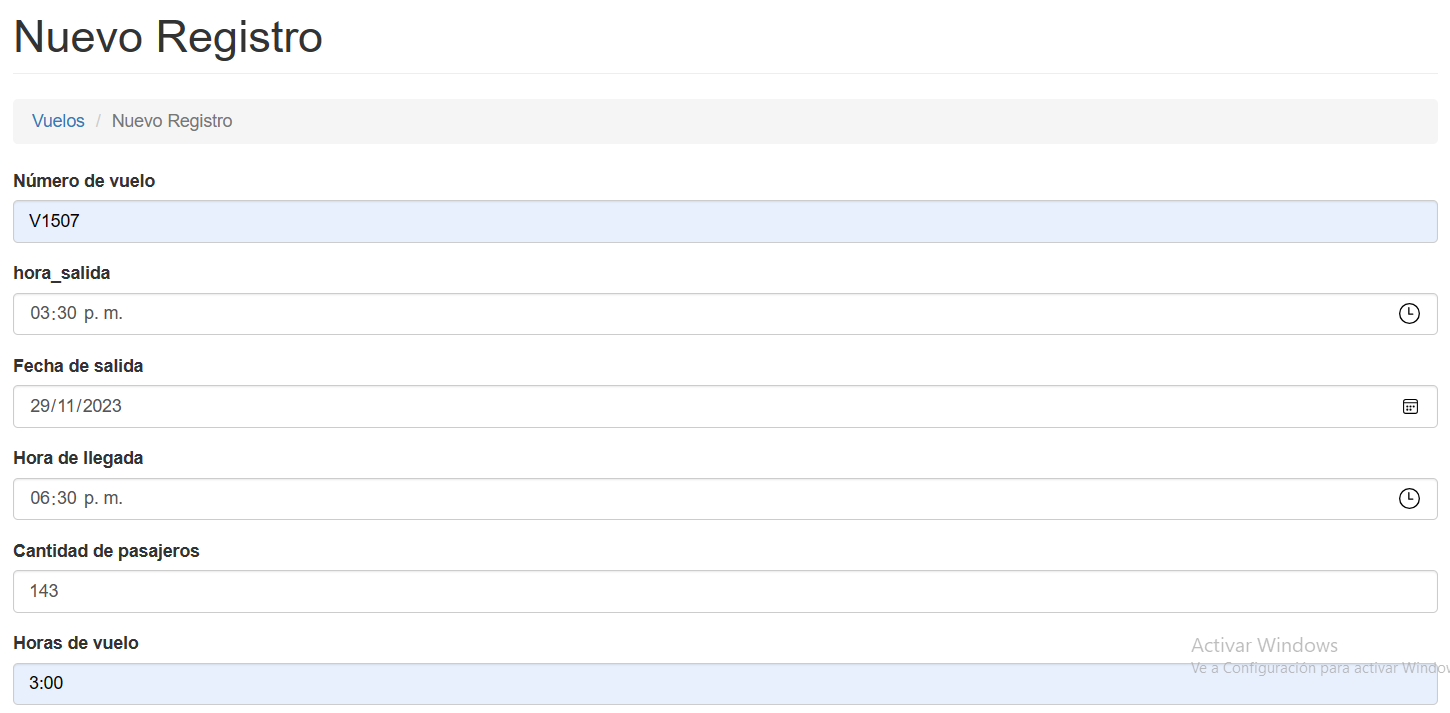 Nuevo Registro
Vuelos / Nuevo Registro
Número de vuelo
V1507
hora_salida
03:30 p. m.
Fecha de salida
29/11/2023
Hora de llegada
06:30 p. m.
Cantidad de pasajeros
143
Horas de vuelo
Activar Windows
Ve a Configuración para activar Window
3:00